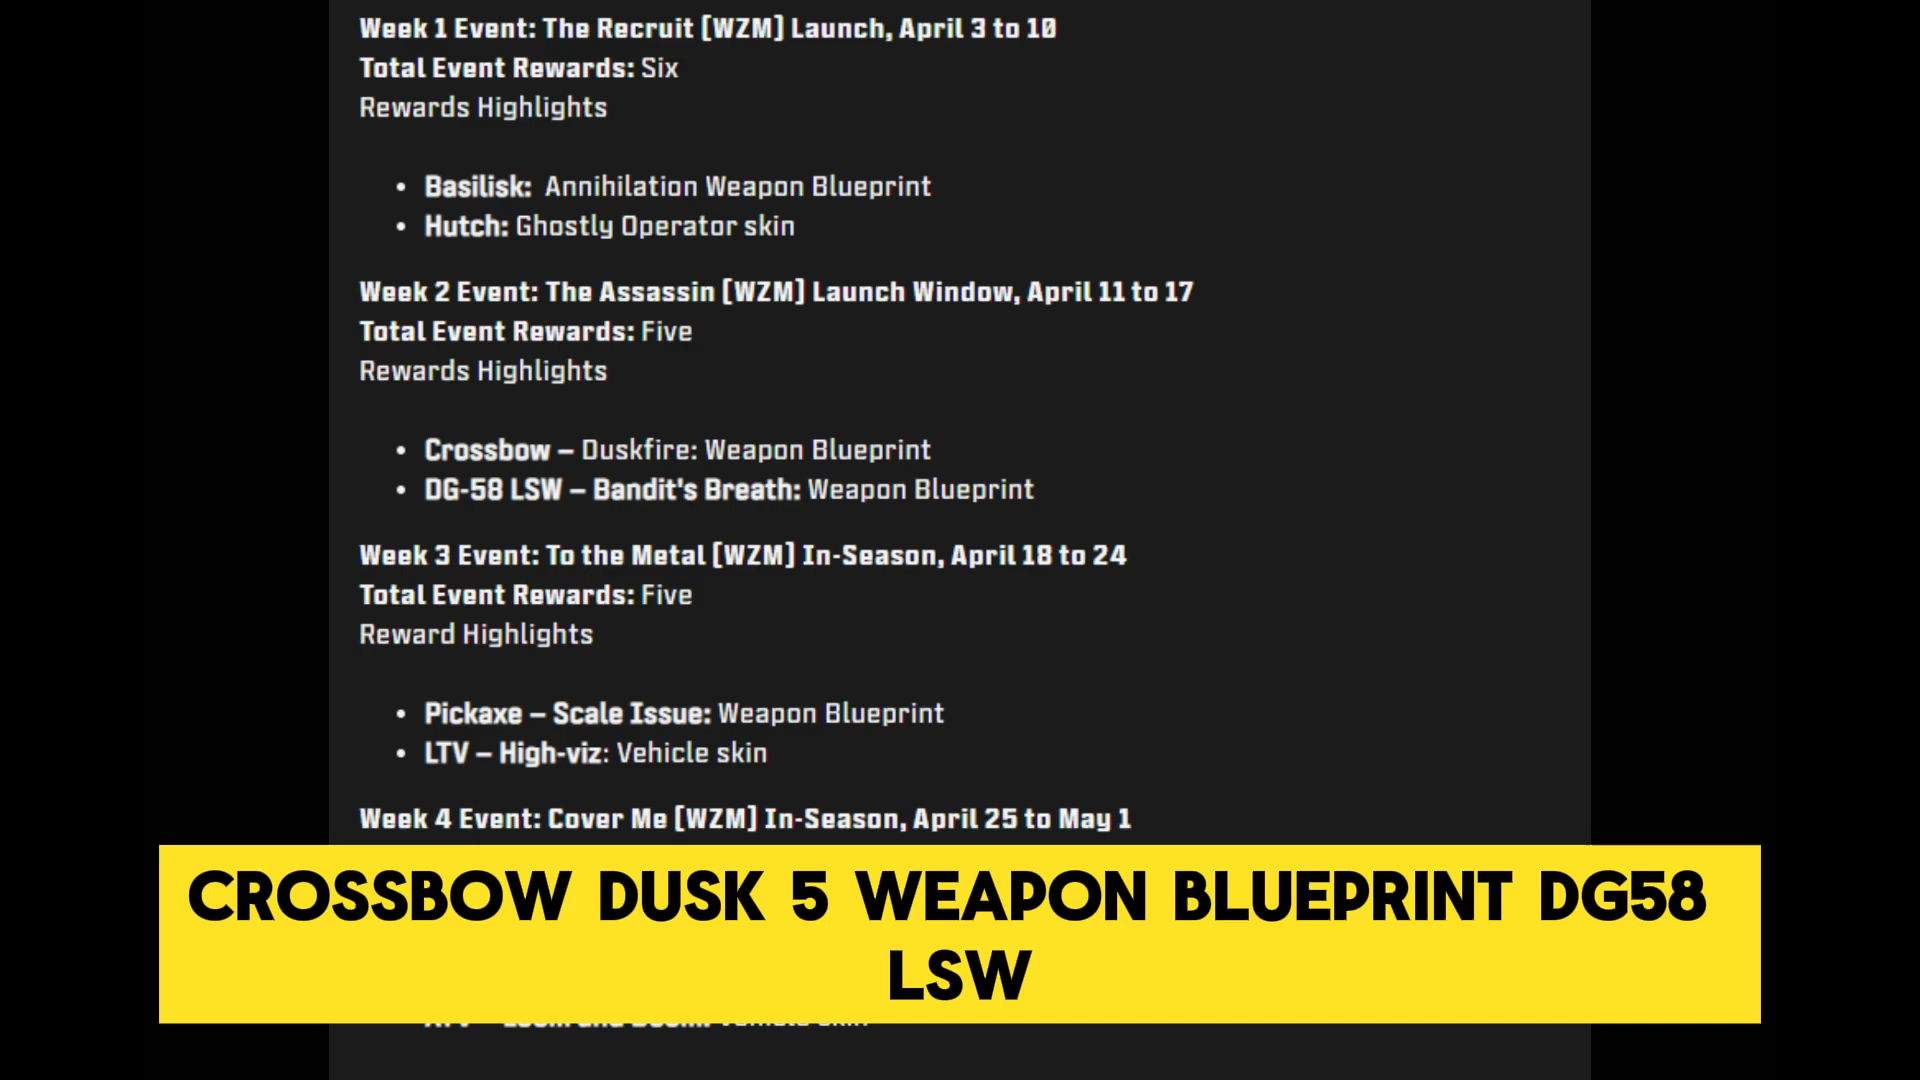 Week 1 Event: The Recruit [WZM] Launch, April 3 to 10
Total Event Rewards: Six
Rewards Highlights
• Basilisk: Annihilation Weapon Blueprint
• Hutch: Ghostly Operator skin
Week 2 Event: The Assassin [WZM] Launch Window, April 11 to 17
Total Event Rewards: Five
Rewards Highlights
• Crossbow – Duskfire: Weapon Blueprint
• DG-58 LSW – Bandit's Breath: Weapon Blueprint
Week 3 Event: To the Metal [WZM] In-Season, April 18 to 24
Total Event Rewards: Five
Reward Highlights
• Pickaxe – Scale Issue: Weapon Blueprint
• LTV – High-viz: Vehicle skin
Week 4 Event: Cover Me [WZM] In-Season, April 25 to May 1
CROSSBOW DUSK 5 WEAPON BLUEPRINT DG58
LSW